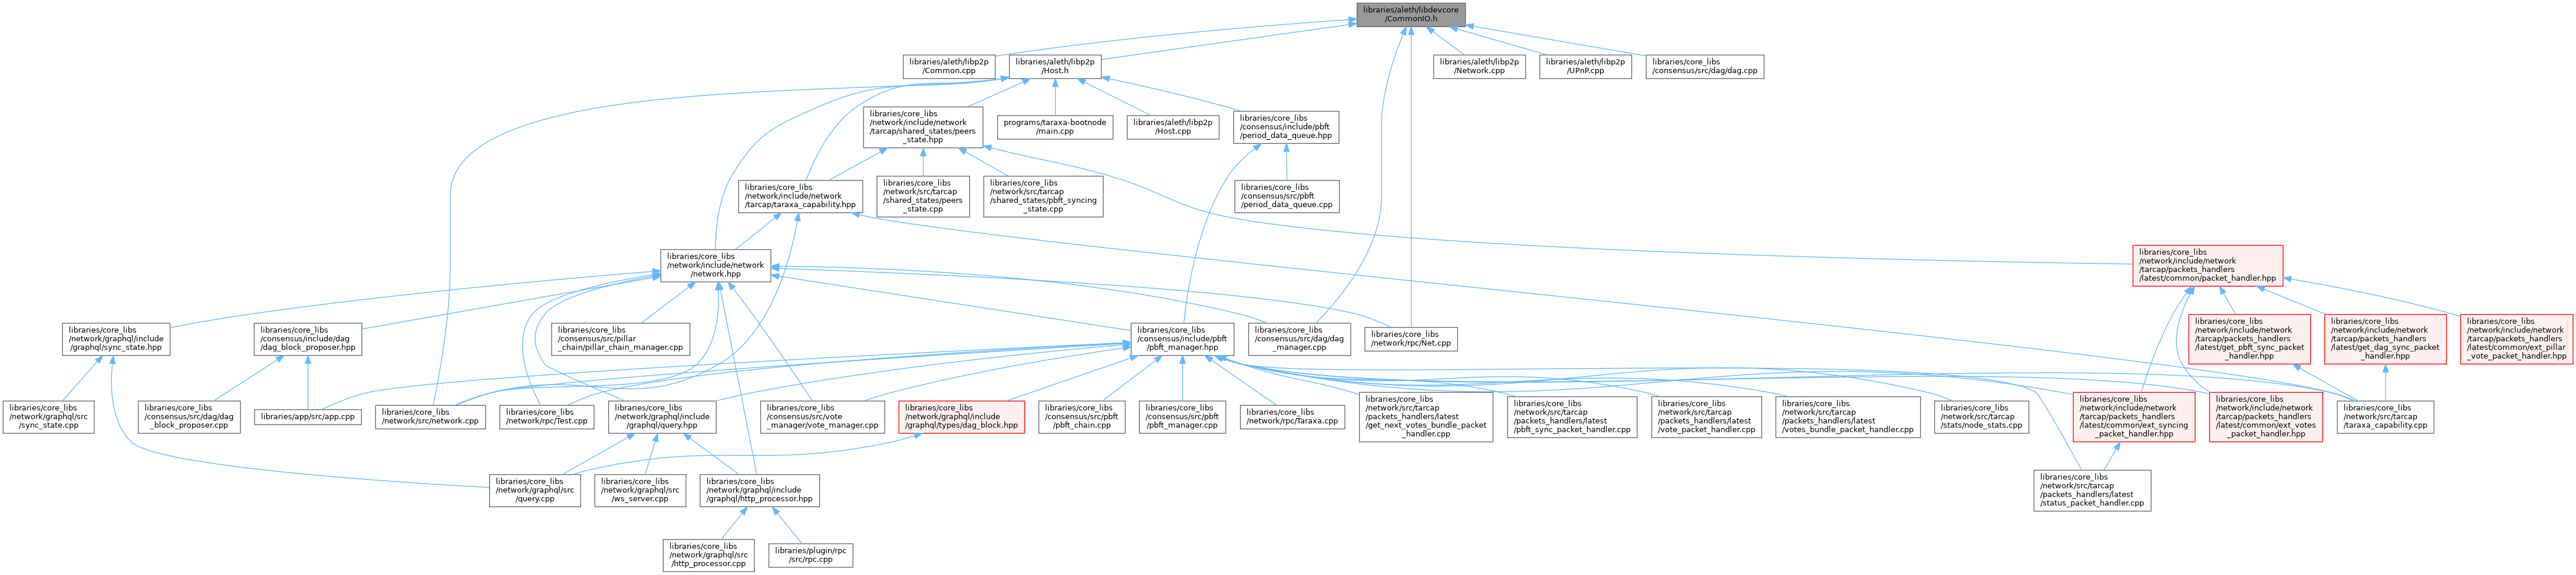 libraries/aleth/libdevcore
/CommonIO.h
libraries/aleth/libp2p
/Common.cpp
libraries/aleth/libp2p
/Host.h
libraries/aleth/libp2p
/Network.cpp
libraries/aleth/libp2p
/UPnP.cpp
libraries/core_libs
/consensus/src/dag/dag.cpp
libraries/core_libs
/network/include/network
/tarcap/shared_states/peers
_state.hpp
programs/taraxa-bootnode
/main.cpp
libraries/aleth/libp2p
/Host.cpp
libraries/core_libs
/consensus/include/pbft
/period_data_queue.hpp
libraries/core_libs
/network/include/network
/tarcap/taraxa_capability.hpp
libraries/core_libs
/network/src/tarcap
/shared_states/peers
_state.cpp
libraries/core_libs
/network/src/tarcap
/shared_states/pbft_syncing
_state.cpp
libraries/core_libs
/consensus/src/pbft
/period_data_queue.cpp
libraries/core_libs
/network/include/network
/network.hpp
libraries/core_libs
/network/include/network
/tarcap/packets_handlers
/latest/common/packet_handler.hpp
libraries/core_libs
/network/graphql/include
/graphql/sync_state.hpp
libraries/core_libs
/consensus/include/dag
/dag_block_proposer.hpp
libraries/core_libs
/consensus/src/pillar
_chain/pillar_chain_manager.cpp
libraries/core_libs
/consensus/include/pbft
/pbft_manager.hpp
libraries/core_libs
/consensus/src/dag/dag
_manager.cpp
libraries/core_libs
/network/rpc/Net.cpp
libraries/core_libs
/network/include/network
/tarcap/packets_handlers
/latest/get_pbft_sync_packet
_handler.hpp
libraries/core_libs
/network/include/network
/tarcap/packets_handlers
/latest/get_dag_sync_packet
_handler.hpp
libraries/core_libs
/network/include/network
/tarcap/packets_handlers
/latest/common/ext_pillar
_vote_packet_handler.hpp
libraries/core_libs
/network/graphql/src
/sync_state.cpp
libraries/core_libs
/consensus/src/dag/dag
_block_proposer.cpp
libraries/app/src/app.cpp
libraries/core_libs
/network/src/network.cpp
libraries/core_libs
/network/rpc/Test.cpp
libraries/core_libs
/network/graphql/include
/graphql/query.hpp
libraries/core_libs
/consensus/src/vote
_manager/vote_manager.cpp
libraries/core_libs
/network/graphql/include
/graphql/types/dag_block.hpp
libraries/core_libs
/consensus/src/pbft
/pbft_chain.cpp
libraries/core_libs
/consensus/src/pbft
/pbft_manager.cpp
libraries/core_libs
/network/rpc/Taraxa.cpp
libraries/core_libs
/network/src/tarcap
/packets_handlers/latest
/get_next_votes_bundle_packet
_handler.cpp
libraries/core_libs
/network/src/tarcap
/packets_handlers/latest
/pbft_sync_packet_handler.cpp
libraries/core_libs
/network/src/tarcap
/packets_handlers/latest
/vote_packet_handler.cpp
libraries/core_libs
/network/src/tarcap
/packets_handlers/latest
/votes_bundle_packet_handler.cpp
libraries/core_libs
/network/src/tarcap
/stats/node_stats.cpp
libraries/core_libs
/network/include/network
/tarcap/packets_handlers
/latest/common/ext_syncing
_packet_handler.hpp
libraries/core_libs
/network/include/network
/tarcap/packets_handlers
/latest/common/ext_votes
_packet_handler.hpp
libraries/core_libs
/network/src/tarcap
/taraxa_capability.cpp
libraries/core_libs
/network/graphql/src
/query.cpp
libraries/core_libs
/network/graphql/src
/ws_server.cpp
libraries/core_libs
/network/graphql/include
/graphql/http_processor.hpp
libraries/core_libs
/network/src/tarcap
/packets_handlers/latest
/status_packet_handler.cpp
libraries/core_libs
/network/graphql/src
/http_processor.cpp
libraries/plugin/rpc
/src/rpc.cpp